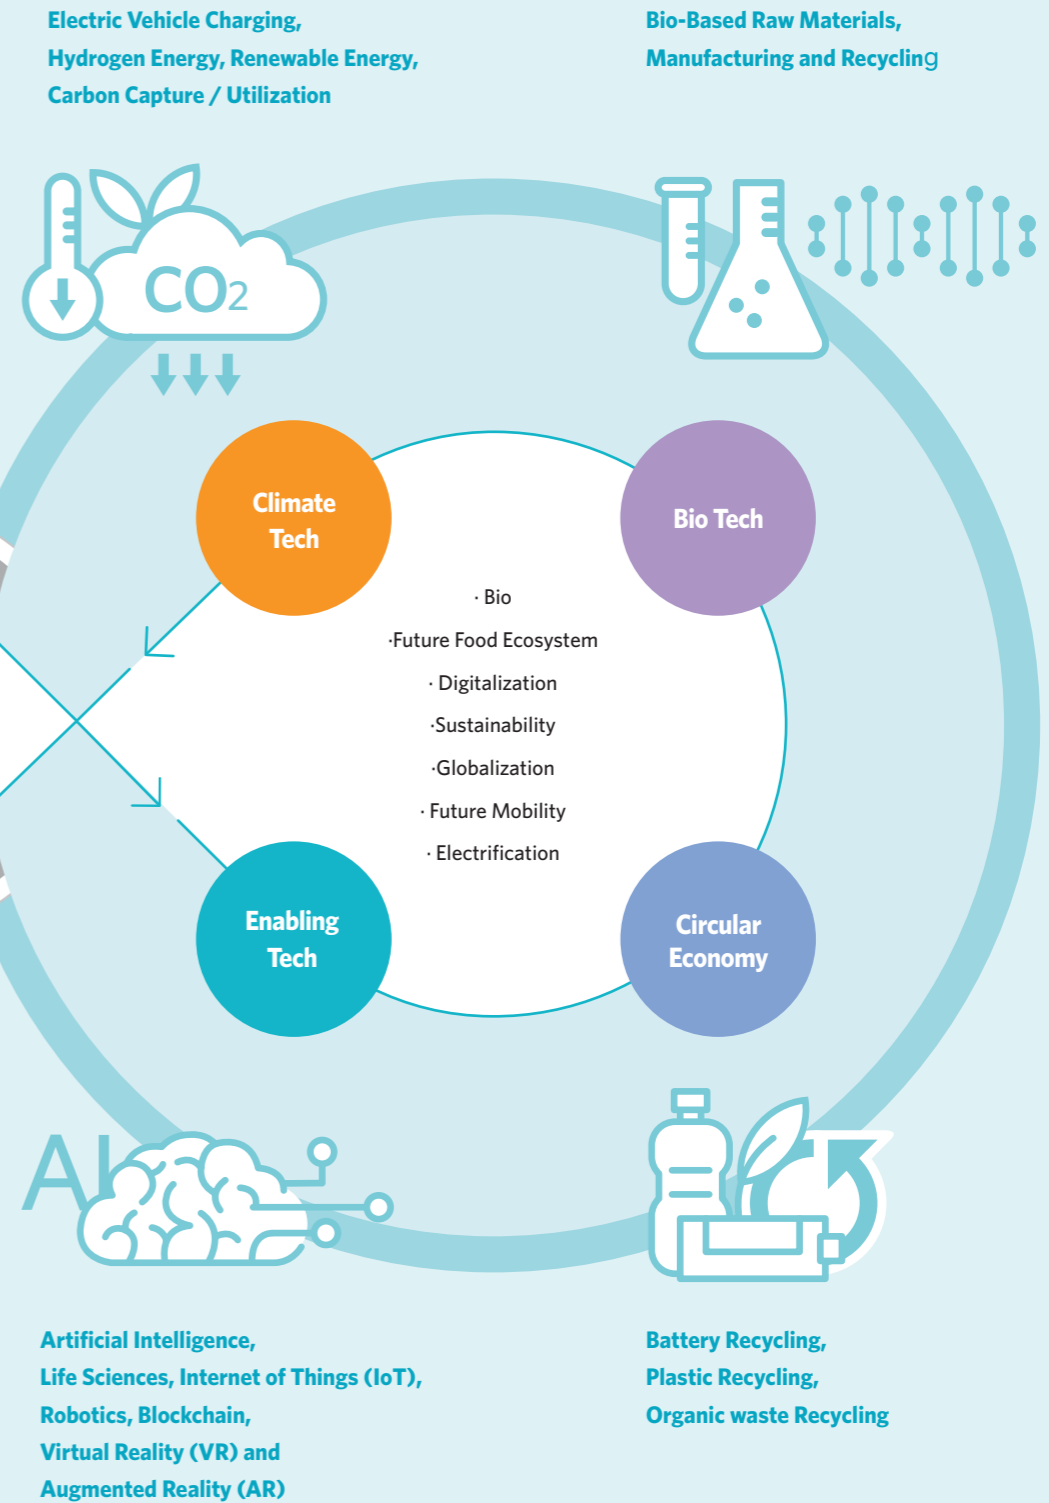 Electric Vehicle Charging,
Hydrogen Energy, Renewable Energy,
Carbon Capture / Utilization
Bio-Based Raw Materials,
Manufacturing and Recycling
CO2
Climate
Tech
Bio Tech
· Bio
·Future Food Ecosystem
· Digitalization
·Sustainability
·Globalization
· Future Mobility
· Electrification
Enabling
Tech
Circular
Economy
AI
Artificial Intelligence,
Life Sciences, Internet of Things (IoT),
Robotics, Blockchain,
Virtual Reality (VR) and
Augmented Reality (AR)
Battery Recycling,
Plastic Recycling,
Organic waste Recycling